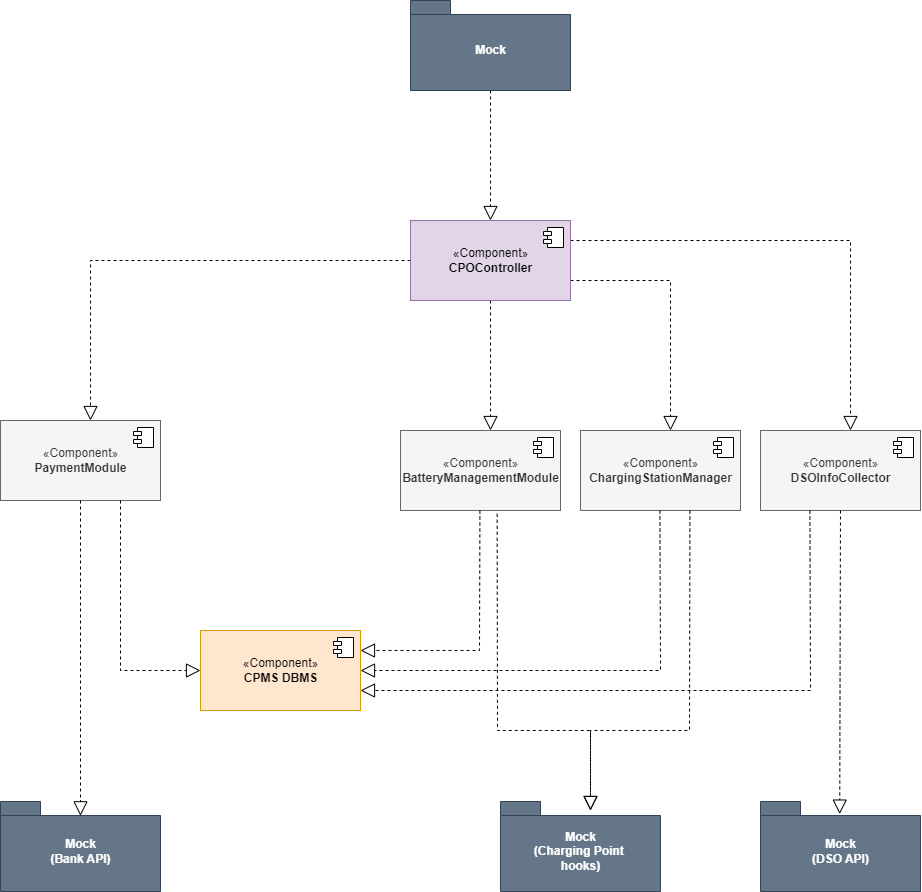 Mock
«Component»
CPOController
«Component»
PaymentModule
«Component»
BatteryManagementModule
«Component»
ChargingStationManager
«Component»
DSOInfoCollector
«Component»
CPMS DBMS
Mock
(Bank API)
Mock
(Charging Point
hooks)
Mock
(DSO API)